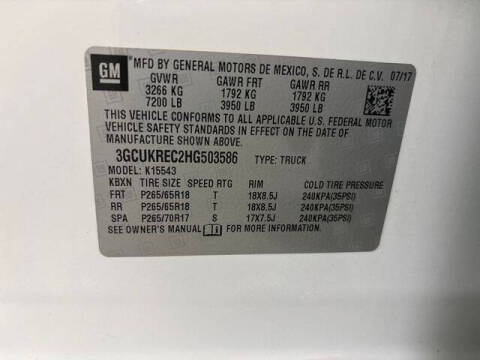 GM
MFD BY GENERAL MOTORS DE MEXICO, S. DE R.L. DE C.V. 07/17
GVWR GAWR FRT GAWR RR
3266 KG 1792 KG 1792 KG
7200 LB 3950 LB 3950 LB
THIS VEHICLE CONFORMS TO ALL APPLICABLE U.S. FEDERAL MOTOR
VEHICLE SAFETY STANDARDS IN EFFECT ON THE DATE OF
MANUFACTURE SHOWN ABOVE.
3GCUKREC2HG503586 TYPE: TRUCK
MODEL: K15543
KBXN TIRE SIZE SPEED RTG RIM COLD TIRE PRESSURE
FRT P265/65R18 T 18X8.5J 240KPA(35PSI)
RR P265/65R18 T 18X8.5J 240KPA(35PSI)
SPA P265/70R17 S 17X7.5J 240KPA(35PSI)
SEE OWNER'S MANUAL FOR MORE INFORMATION.